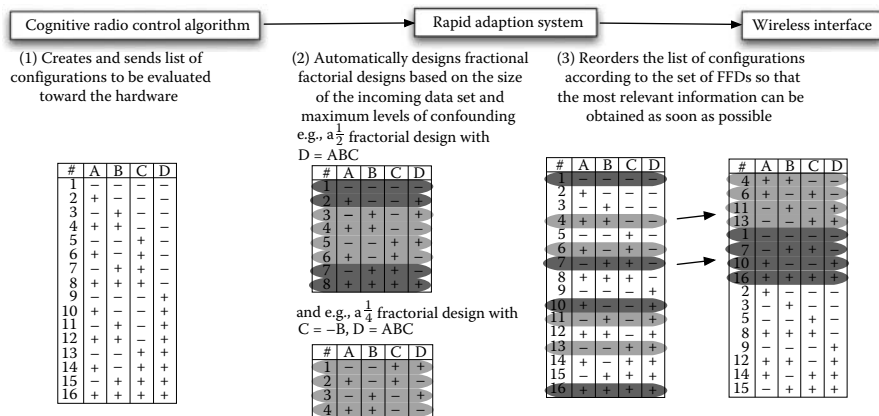 Cognitive radio control algorithm
Rapid adaption system
Wireless interface
(1) Creates and sends list of
configurations to be evaluated
toward the hardware
# A B C D
1 – – – –
2 + – – –
3 – + – –
4 + + – –
5 – – + –
6 + – + –
7 – + + –
8 + + + –
9 – – – +
10 + – – +
11 – + – +
12 + + – +
13 – – + +
14 + – + +
15 – + + +
16 + + + +
(2) Automatically designs fractional
factorial designs based on the size
of the incoming data set and
maximum levels of confounding
e.g., a 1/2 fractorial design with
D = ABC
# A B C D
1 – – – –
2 + – – +
3 – + – +
4 + + – –
5 – – + +
6 + – + –
7 – + + –
8 + + + +
and e.g., a 1/4 fractorial design with
C = –B, D = ABC
# A B C D
1 – – + +
2 + – + –
3 – + – +
4 + + – –
(3) Reorders the list of configurations
according to the set of FFDs so that
the most relevant information can be
obtained as soon as possible
# A B C D
1 – – – –
2 + – – –
3 – + – –
4 + + – –
5 – – + –
6 + – + –
7 – + + –
8 + + + –
9 – – – +
10 + – – +
11 – + – +
12 + + – +
13 – – + +
14 + – + +
15 – + + +
16 + + + +
# A B C D
4 + + – –
6 + – + –
11 – + – +
13 – – + +
1 – – – –
7 – + + –
10 + – – +
16 + + + +
2 + – – –
3 – + – –
5 – – + –
8 + + + –
9 – – – +
12 + + – +
14 + – + +
15 – + + +